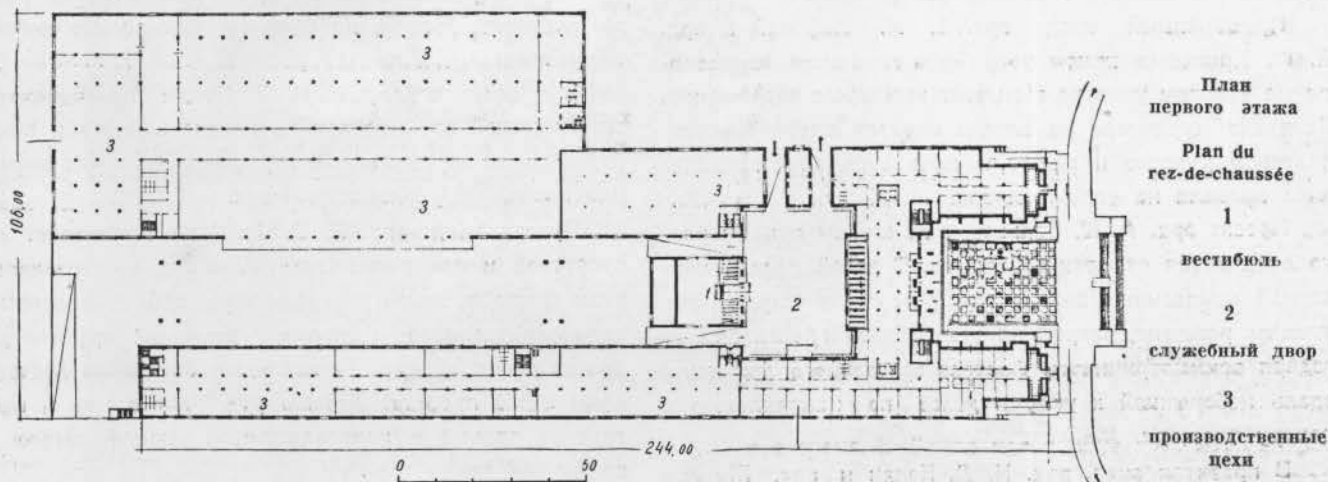 План
первого этажа
Plan du
rez-de-chaussée
1
вестибюль
2
служебный двор
3
производственные
цехи
3
3
3
3
1
2
3
3
106,00
244,00
0 50